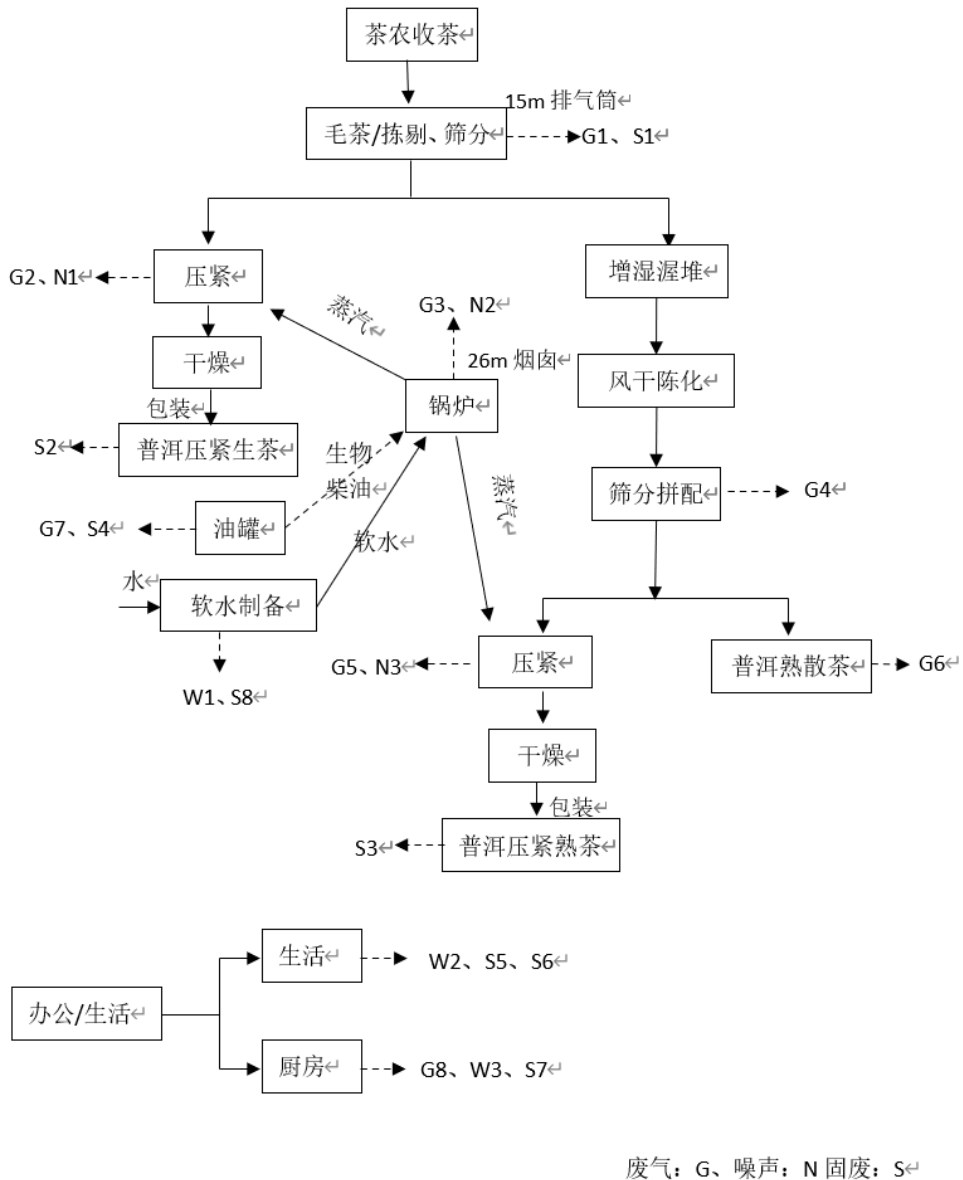 茶农收茶↵
15m 排气筒↵
毛茶/拣剔、筛分↵
G1、S1↵
压紧↵
G2、N1↵
增湿渥堆↵
蒸汽↵
G3、N2↵
干燥↵
26m 烟囱↵
风干陈化↵
锅炉↵
包装↵
S2↵
普洱压紧生茶↵
生物
柴油↵
蒸汽↵
筛分拼配↵
G4↵
G7、S4↵
油罐↵
软水↵
水↵
软水制备↵
W1、S8↵
G5、N3↵
压紧↵
普洱熟散茶↵
G6↵
干燥↵
包装↵
S3↵
普洱压紧熟茶↵
生活↵
W2、S5、S6↵
办公/生活↵
厨房↵
G8、W3、S7↵
废气：G、噪声：N 固废：S↵